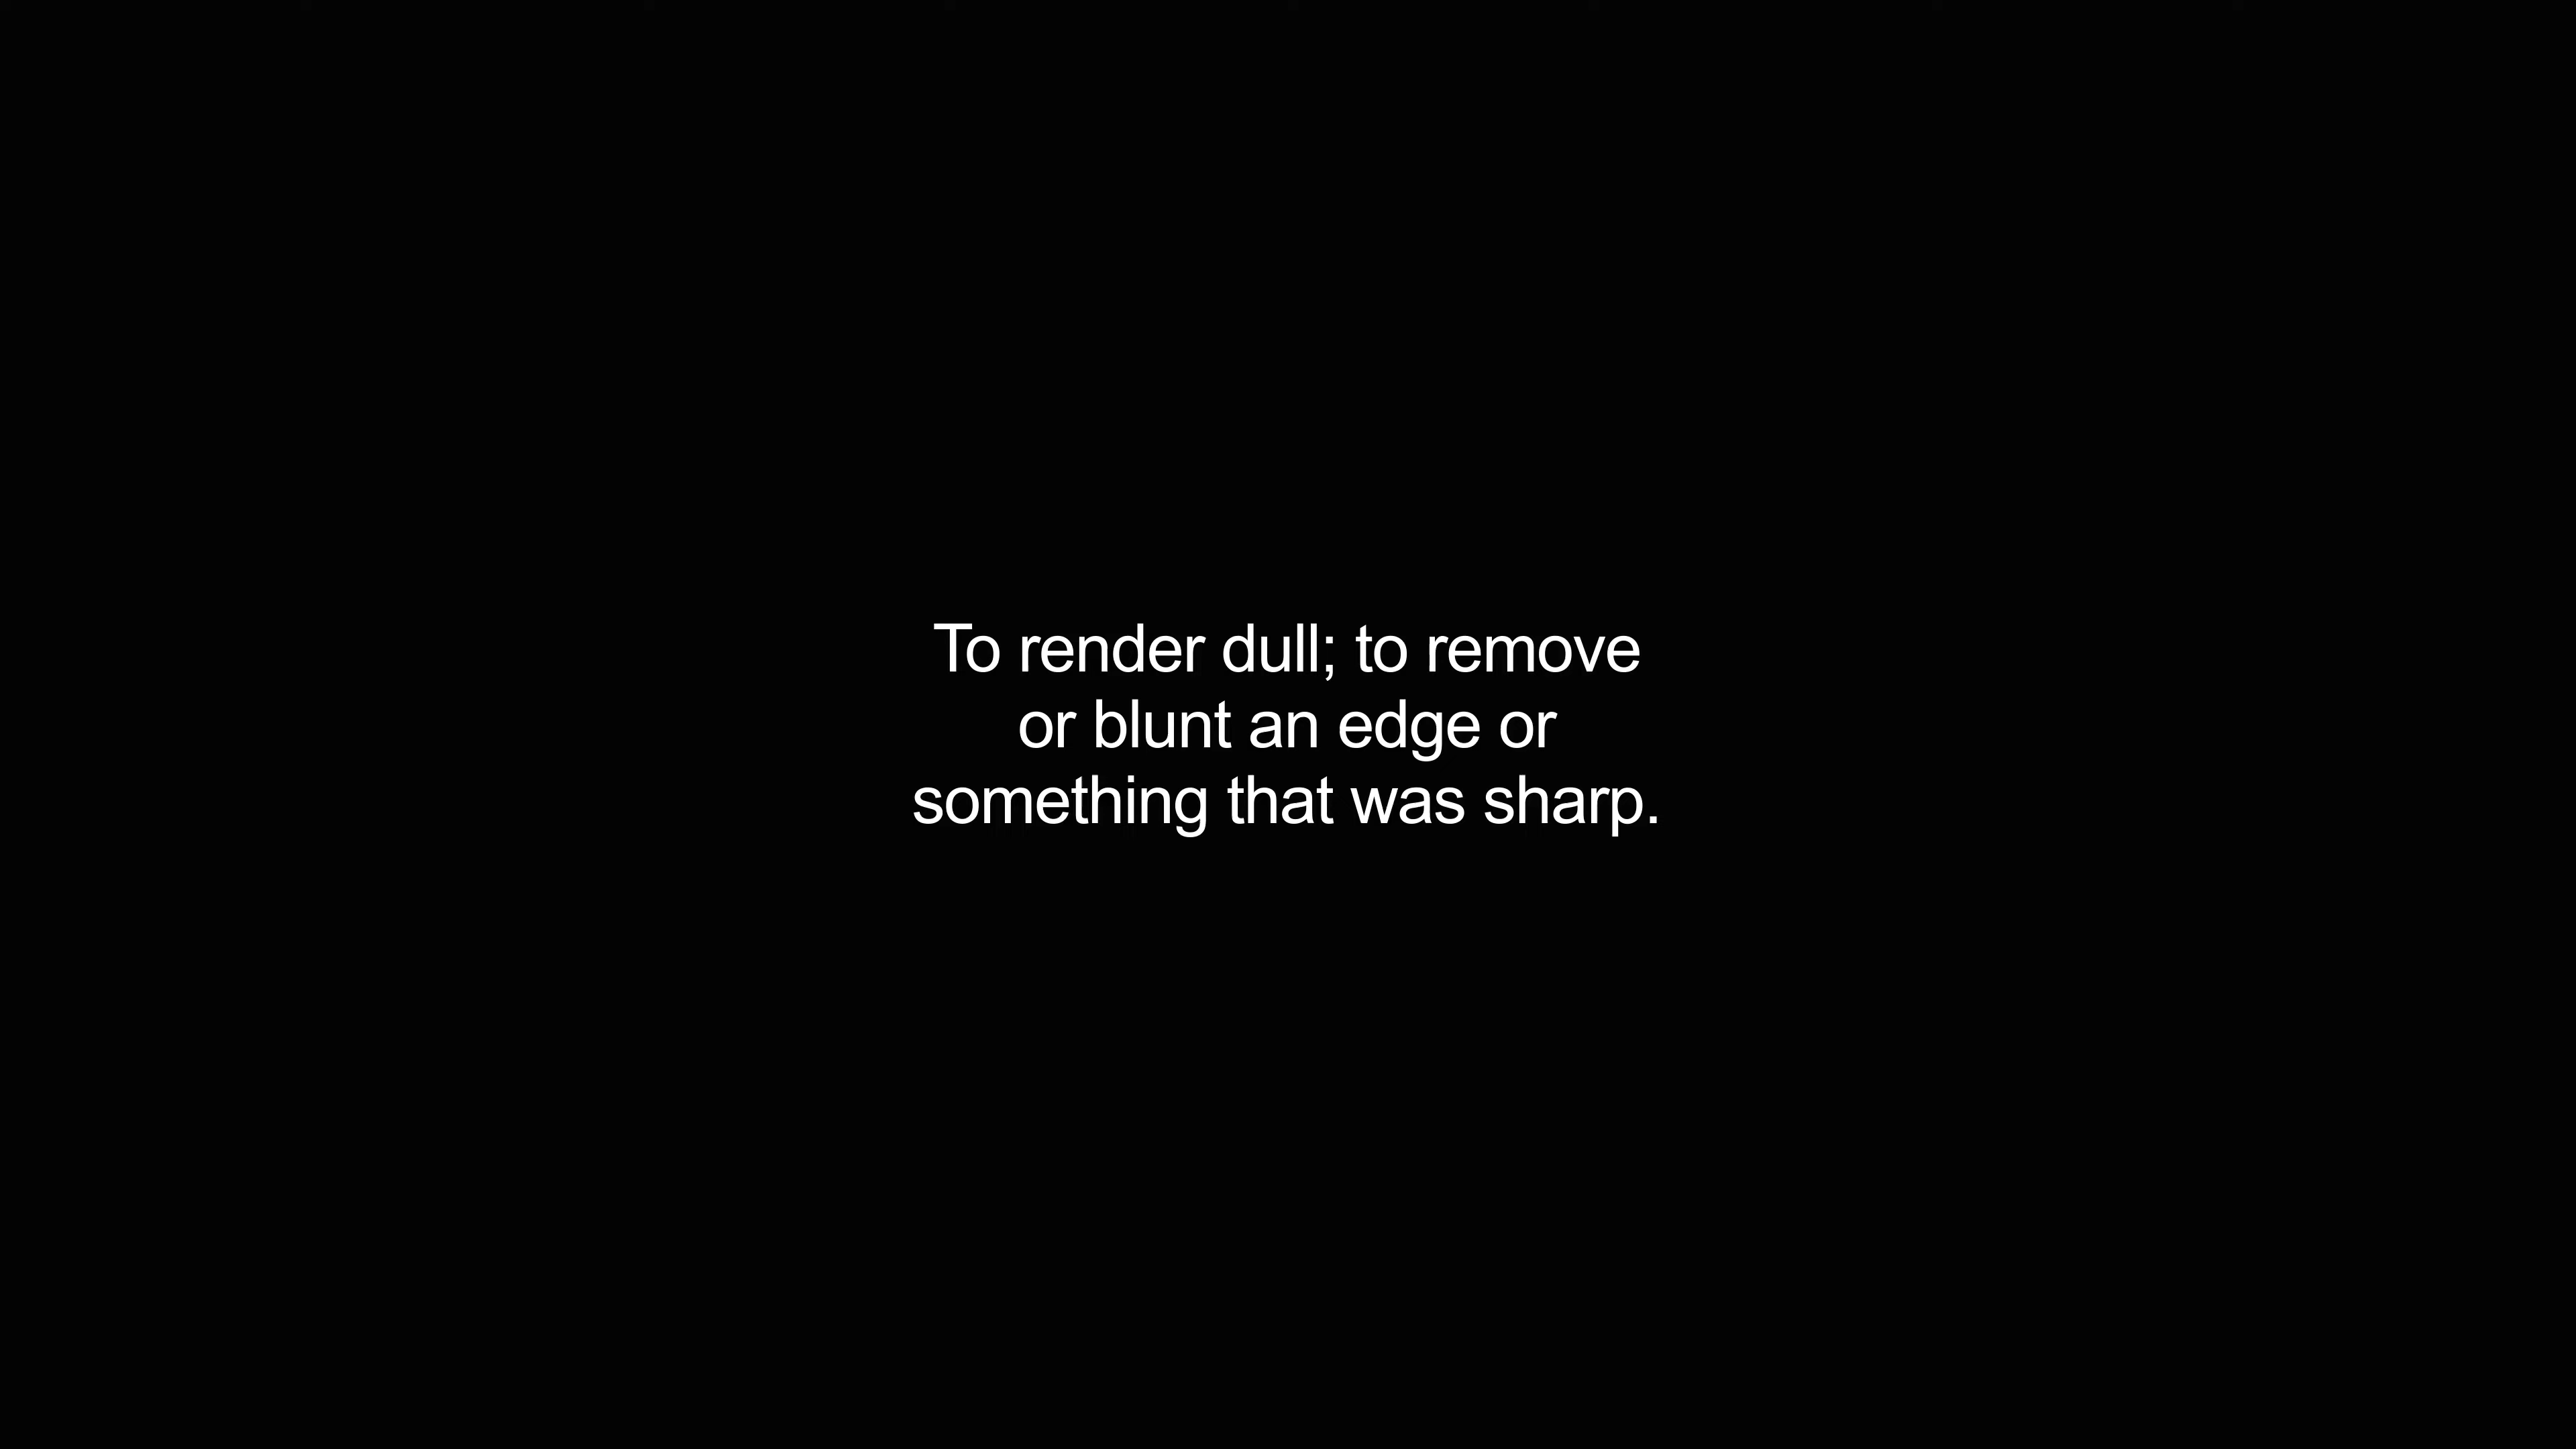 To render dull; to remove
or blunt an edge or
something that was sharp.